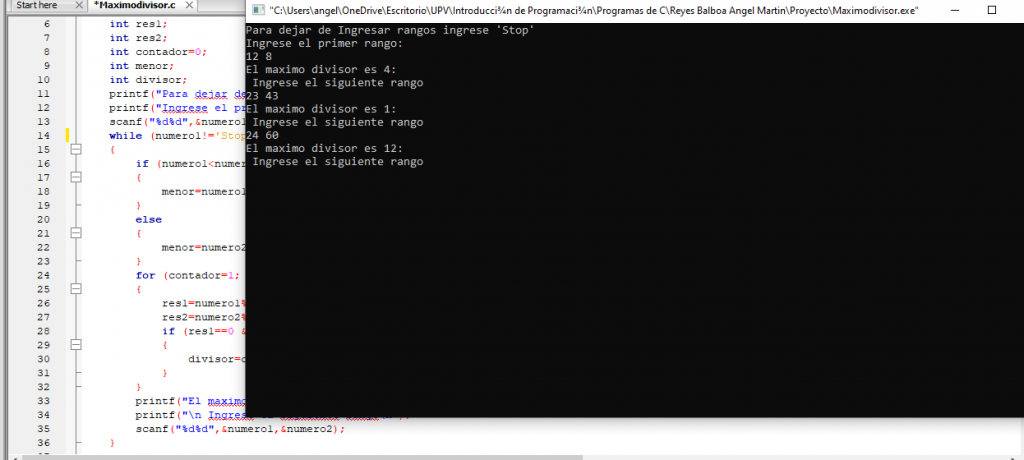 Start here
*Maximodivisor.c
"C:\Users\angel\OneDrive\Escritorio\UPV\Introducci¾n de Programaci¾n\Programas de C\Reyes Balboa Angel Martin\Proyecto\Maximodivisor.exe"
6 int res1;
7 int res2;
8 int contador=0;
9 int menor;
10 int divisor;
11 printf("Para dejar de
12 printf("Ingrese el pr
13 scanf("%d%d",&numero1
14 while (numero1!='Stop
15 {
16 if (numero1<numer
17 {
18 menor=numero1
19 }
20 else
21 {
22 menor=numero2
23 }
24 for (contador=1;
25 {
26 res1=numero1%
27 res2=numero2%
28 if (res1==0 &
29 {
30 divisor=c
31 }
32 }
33 printf("El maximo
34 printf("\n Ingrese
35 scanf("%d%d",&numero1,&numero2);
36 }
Para dejar de Ingresar rangos ingrese 'Stop'
Ingrese el primer rango:
12 8
El maximo divisor es 4:
Ingrese el siguiente rango
23 43
El maximo divisor es 1:
Ingrese el siguiente rango
24 60
El maximo divisor es 12:
Ingrese el siguiente rango